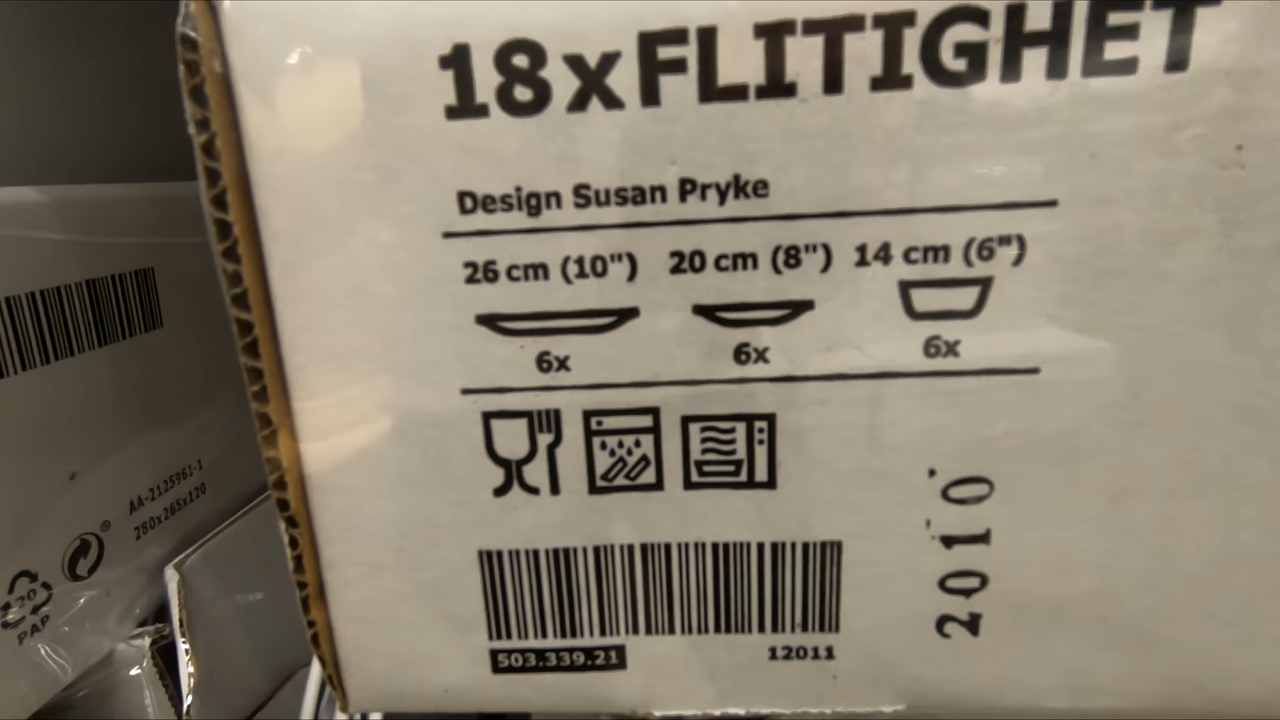 18xFLITIGHET
Design Susan Pryke
26 cm (10") 20 cm (8") 14 cm (6")
6x 6x 6x
503.339.21 12011
2010
AA-2125961-1
280x265x120
20
PAP